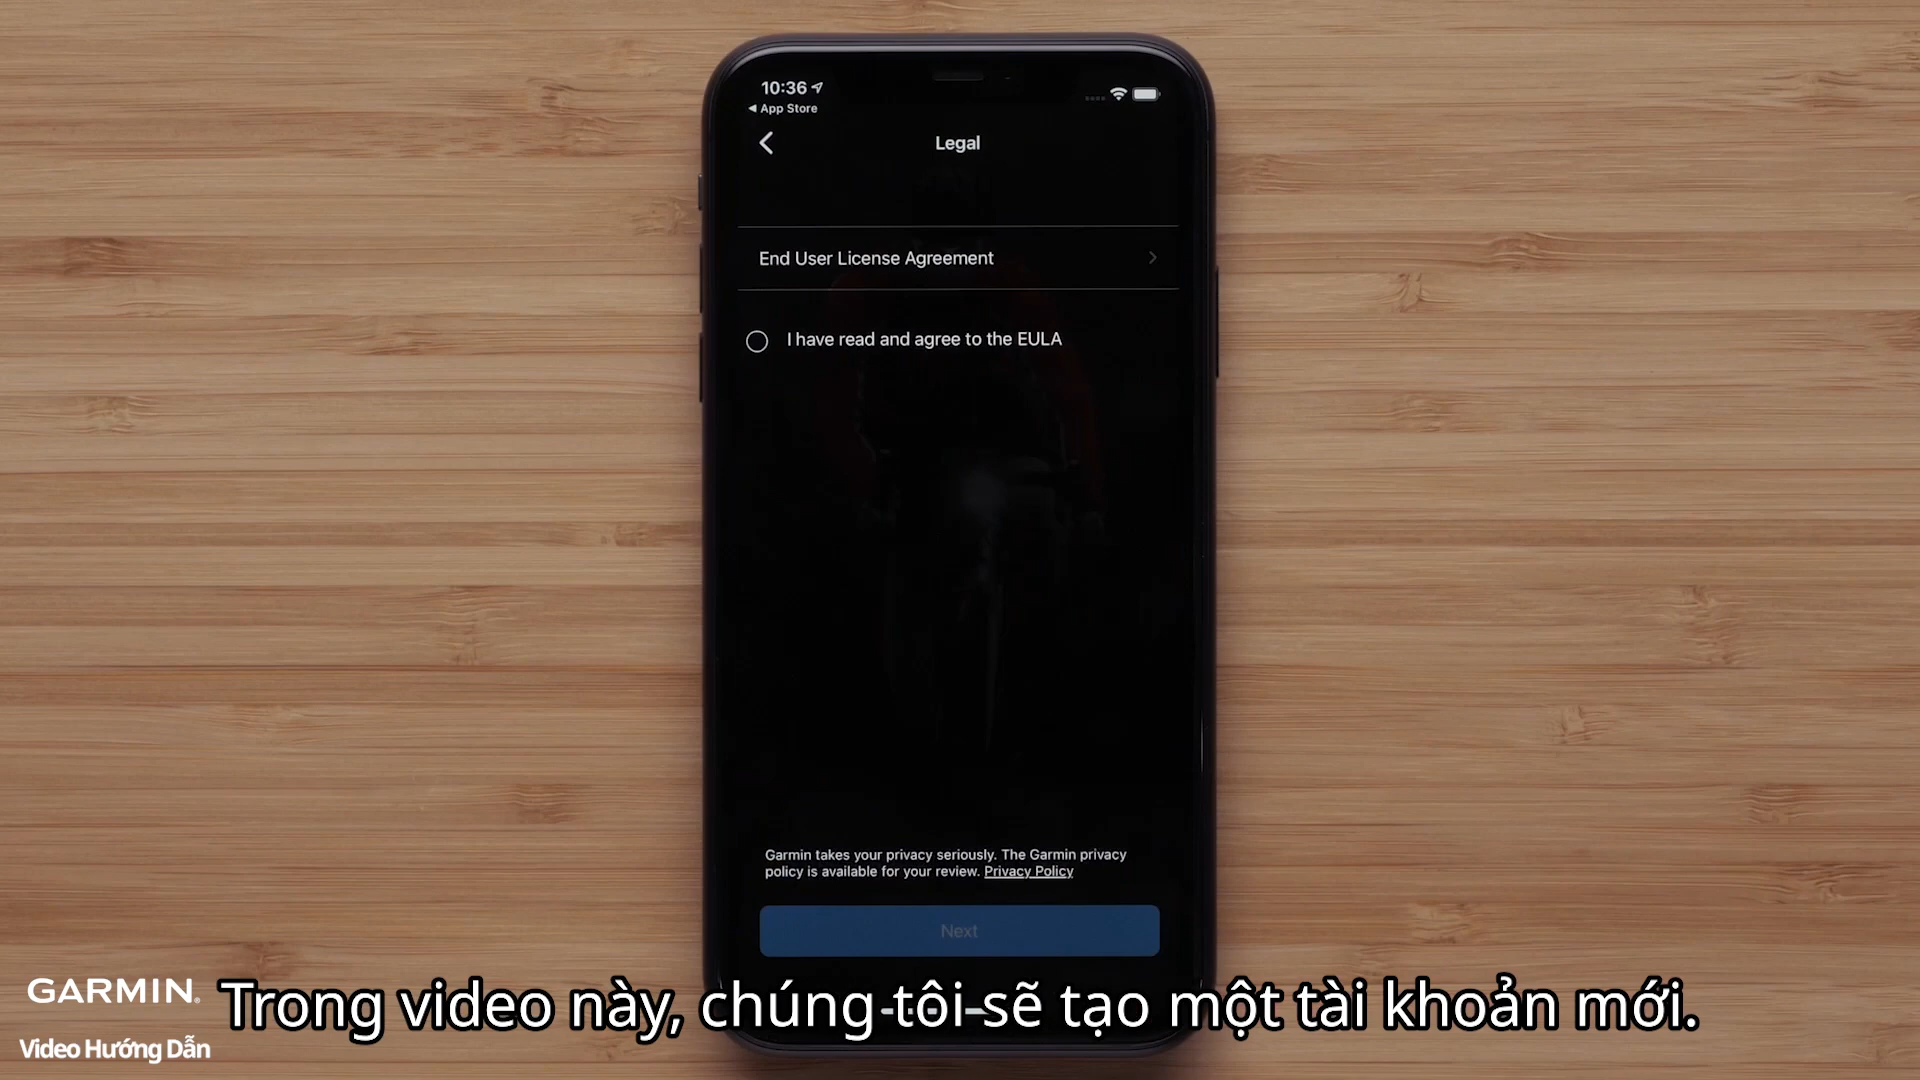 10:36
App Store
Legal
End User License Agreement
I have read and agree to the EULA
Garmin takes your privacy seriously. The Garmin privacy
policy is available for your review. Privacy Policy
Next
GARMIN®
Trong video này, chúng tôi sẽ tạo một tài khoản mới.
Video Hướng Dẫn